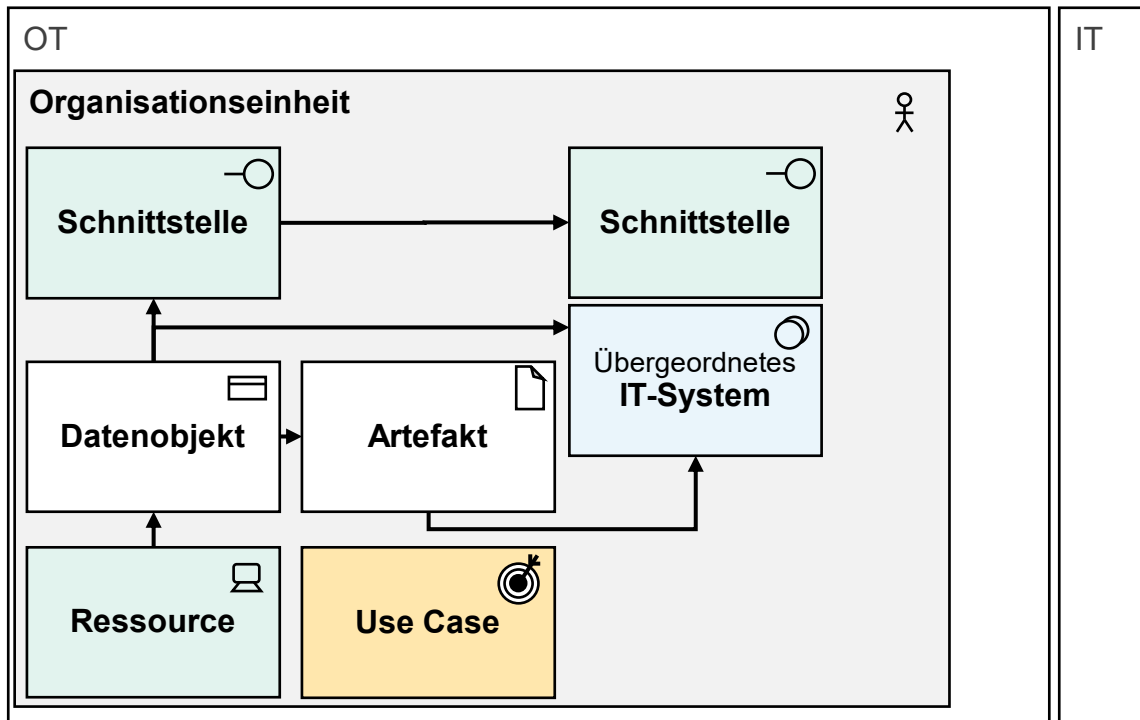 OT
IT
Organisationseinheit
Schnittstelle
Schnittstelle
Übergeordnetes
IT-System
Datenobjekt
Artefakt
Ressource
Use Case